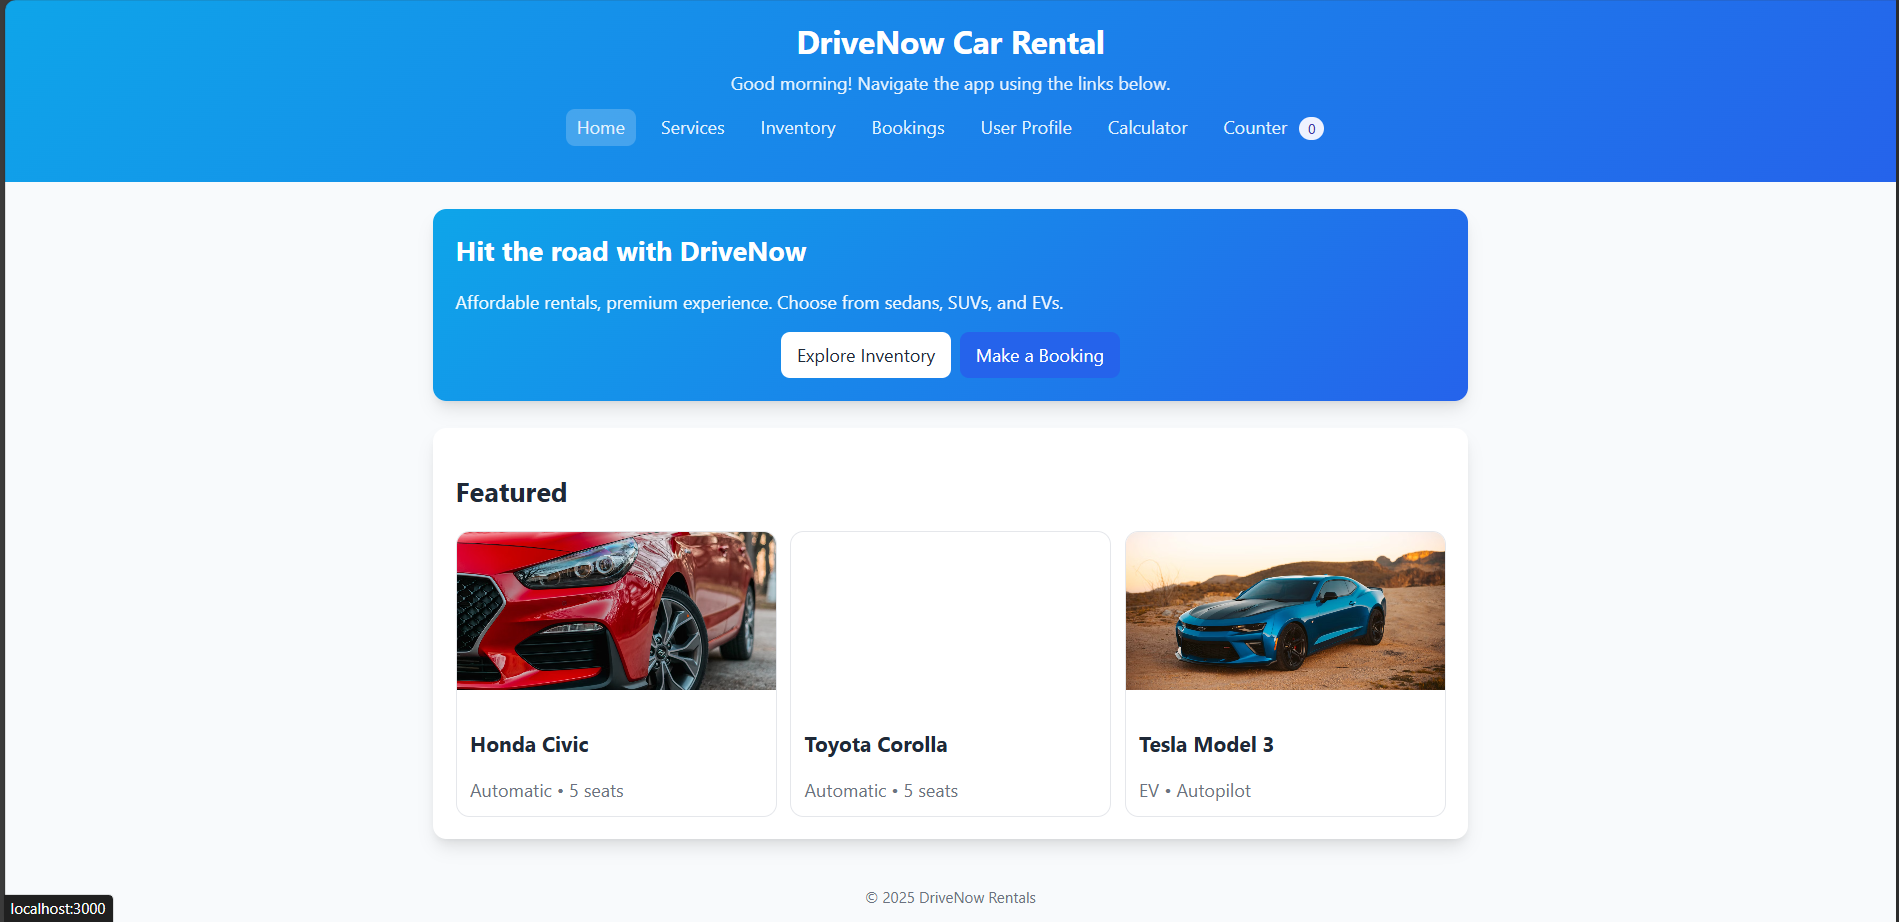 DriveNow Car Rental
Good morning! Navigate the app using the links below.
Home Services Inventory Bookings User Profile Calculator Counter 0
Hit the road with DriveNow
Affordable rentals, premium experience. Choose from sedans, SUVs, and EVs.
Explore Inventory Make a Booking
Featured
Honda Civic
Automatic • 5 seats
Toyota Corolla
Automatic • 5 seats
Tesla Model 3
EV • Autopilot
© 2025 DriveNow Rentals
localhost:3000